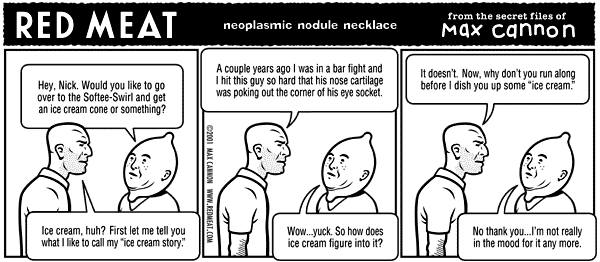 RED MEAT
neoplasmic nodule necklace
from the secret files of
Max cannon
Hey, Nick. Would you like to go
over to the Softee-Swirl and get
an ice cream cone or something?
Ice cream, huh? First let me tell you
what I like to call my “ice cream story.”
©2001 MAX CANNON WWW.REDMEAT.COM
A couple years ago I was in a bar fight and
I hit this guy so hard that his nose cartilage
was poking out the corner of his eye socket.
Wow...yuck. So how does
ice cream figure into it?
It doesn't. Now, why don't you run along
before I dish you up some “ice cream.”
No thank you...I'm not really
in the mood for it any more.